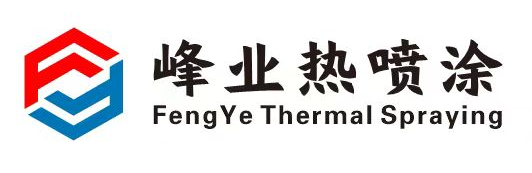 峰业热喷涂
FengYe Thermal Spraying